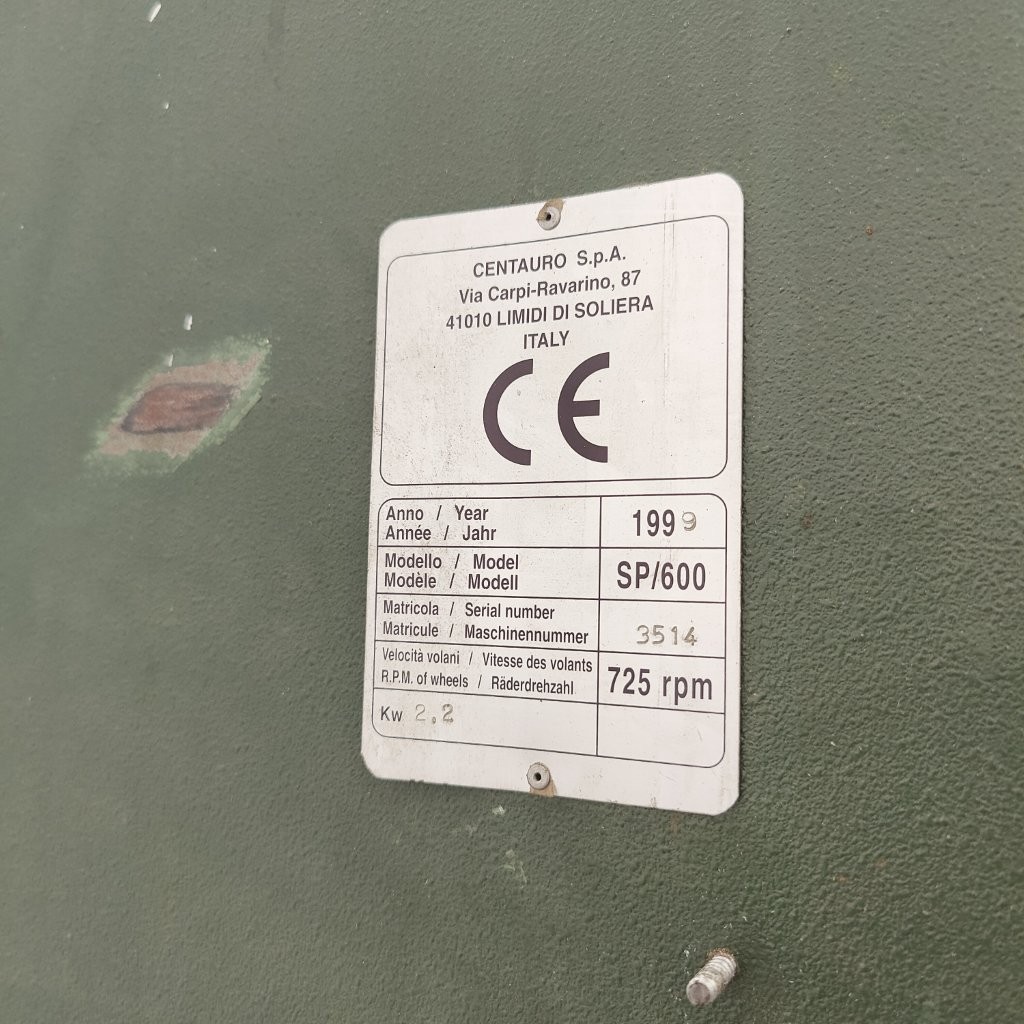 CENTAURO S.p.A.
Via Carpi-Ravarino, 87
41010 LIMIDI DI SOLIERA
ITALY
CE
Anno / Year
Année / Jahr
1999
Modello / Model
Modèle / Modell
SP/600
Matricola / Serial number
Matricule / Maschinennummer
3514
Velocità volani / Vitesse des volants
R.P.M. of wheels / Räderdrehzahl
725 rpm
Kw 2.2